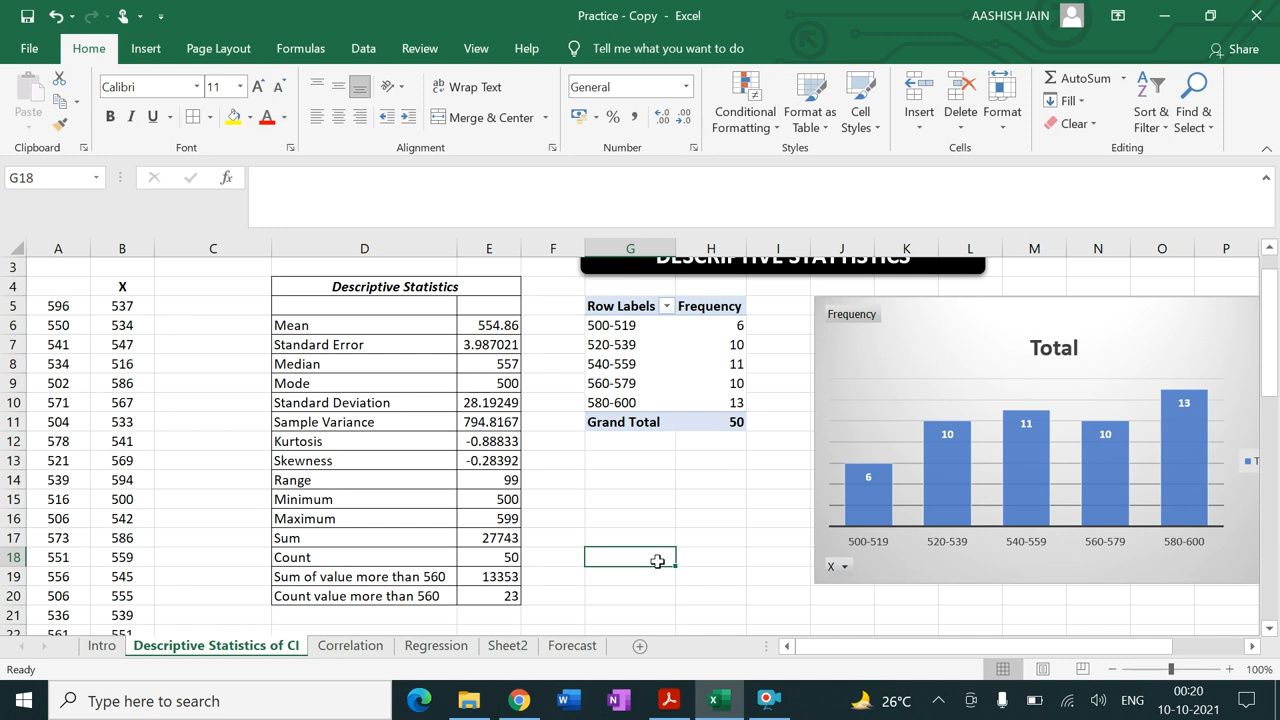 Practice - Copy - Excel
AASHISH JAIN
File Home Insert Page Layout Formulas Data Review View Help Tell me what you want to do Share
Paste
Clipboard
Calibri 11
B I U
Font
Wrap Text
Merge & Center
Alignment
General
Number
Conditional Formatting
Format as Table
Cell Styles
Styles
Insert
Delete
Format
Cells
AutoSum
Fill
Clear
Sort & Filter
Find & Select
Editing
G18
fx
A B C D E F G H I J K L M N O P
3 DESCRIPTIVE STATISTICS
4 X Descriptive Statistics
5 596 537 Row Labels Frequency
6 550 534 Mean 554.86 500-519 6
7 541 547 Standard Error 3.987021 520-539 10
8 534 516 Median 557 540-559 11
9 502 586 Mode 500 560-579 10
10 571 567 Standard Deviation 28.19249 580-600 13
11 504 533 Sample Variance 794.8167 Grand Total 50
12 578 541 Kurtosis -0.88833
13 521 569 Skewness -0.28392
14 539 594 Range 99
15 516 500 Minimum 500
16 506 542 Maximum 599
17 573 586 Sum 27743
18 551 559 Count 50
19 556 545 Sum of value more than 560 13353
20 506 555 Count value more than 560 23
21 536 539
22 561 551
Frequency
Total
6 10 11 10 13
500-519 520-539 540-559 560-579 580-600
X
Intro Descriptive Statistics of CI Correlation Regression Sheet2 Forecast
Ready
100%
Type here to search
26°C
ENG
00:20
10-10-2021